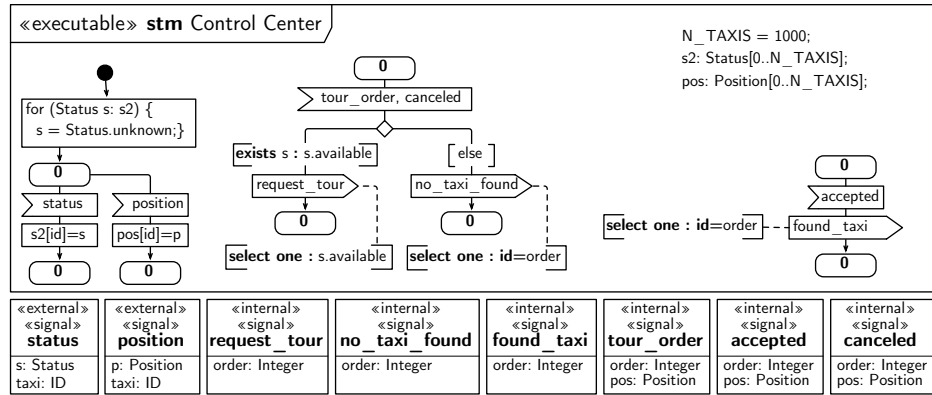 «executable» stm Control Center
N_TAXIS = 1000;
s2: Status[0..N_TAXIS];
pos: Position[0..N_TAXIS];
for (Status s: s2) {
s = Status.unknown;}
0
status
position
s2[id]=s
pos[id]=p
0
0
0
tour_order, canceled
exists s : s.available
else
request_tour
no_taxi_found
0
0
select one : s.available
select one : id=order
0
accepted
select one : id=order
found_taxi
0
«external»
«signal»
status
s: Status
taxi: ID
«external»
«signal»
position
p: Position
taxi: ID
«internal»
«signal»
request_tour
order: Integer
«internal»
«signal»
no_taxi_found
order: Integer
«internal»
«signal»
found_taxi
order: Integer
«internal»
«signal»
tour_order
order: Integer
pos: Position
«internal»
«signal»
accepted
order: Integer
pos: Position
«internal»
«signal»
canceled
order: Integer
pos: Position